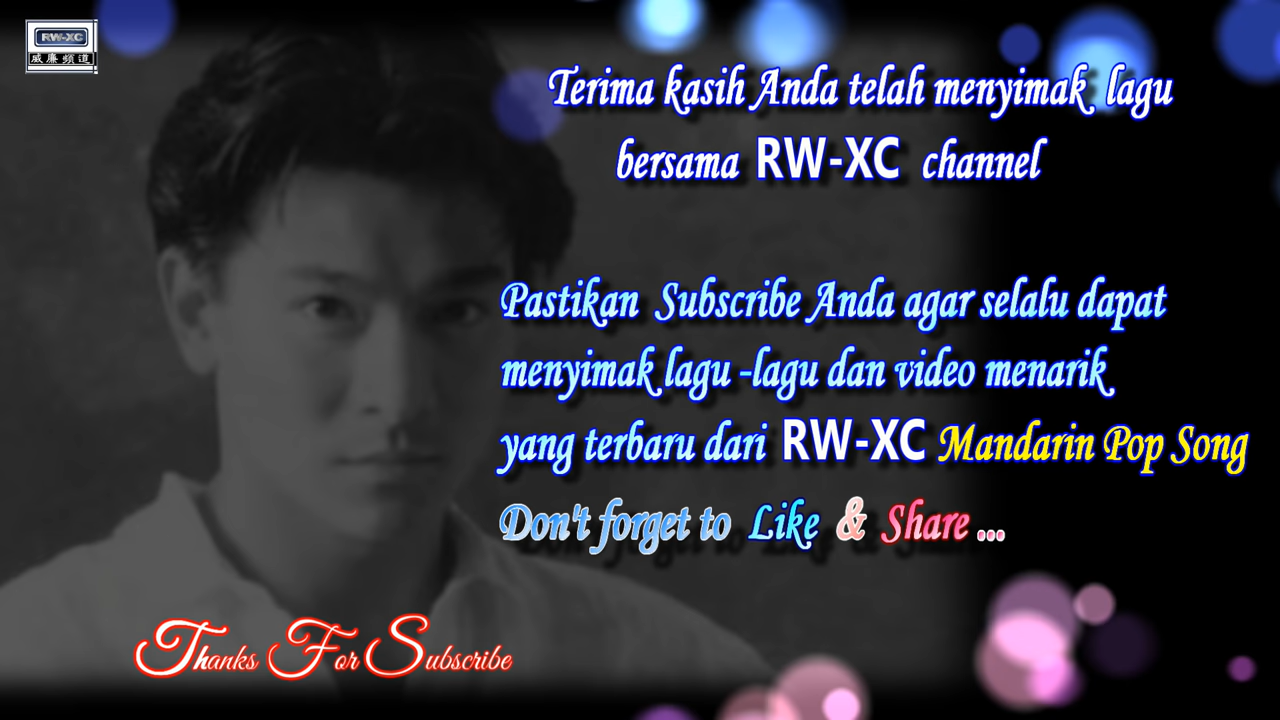 RW-XC
威廉頻道
Terima kasih Anda telah menyimak lagu
bersama RW-XC channel
Pastikan Subscribe Anda agar selalu dapat
menyimak lagu -lagu dan video menarik
yang terbaru dari RW-XC Mandarin Pop Song
Don't forget to Like & Share ...
Thanks For Subscribe